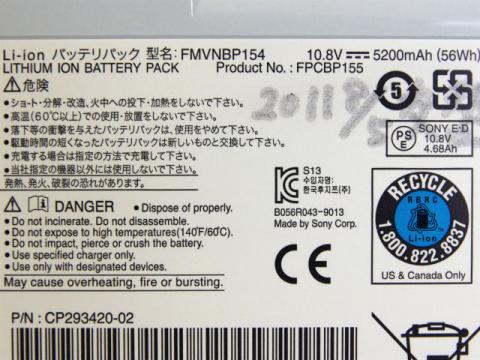 Li-ion バッテリパック 型名: FMVNBP154 10.8V 5200mAh (56Wh)
LITHIUM ION BATTERY PACK Product No. : FPCBP155
危険
•ショート・分解・改造、火中への投下・加熱をしないで下さい。
•高温(60℃以上)での使用・放置をしないで下さい。
•落下等の衝撃を与えたバッテリパックは、使用をやめて下さい。
•駆動時間の短くなったバッテリパックは新しいものと交換して下さい。
•充電する場合は指定の方法で充電して下さい。
•当社指定の機器以外には使用しないで下さい。
発熱、発火、破裂の恐れがあります。
2011
5
PS
E
SONY E・D
10.8V
4.68Ah
DANGER • Dispose of properly.
• Do not incinerate. Do not disassemble.
• Do not expose to high temperatures(140°F/60℃).
• Do not impact, pierce or crush the battery.
• Use specified charger only.
• Use only with designated devices.
May cause overheating, fire or bursting.
S13
수입자명:
한국후지쯔(주)
B056R043-9013
Made by Sony Corp.
CE
RECYCLE
RBRC
Li-ion
1.800.822.8837
US & Canada Only
P/N : CP293420-02